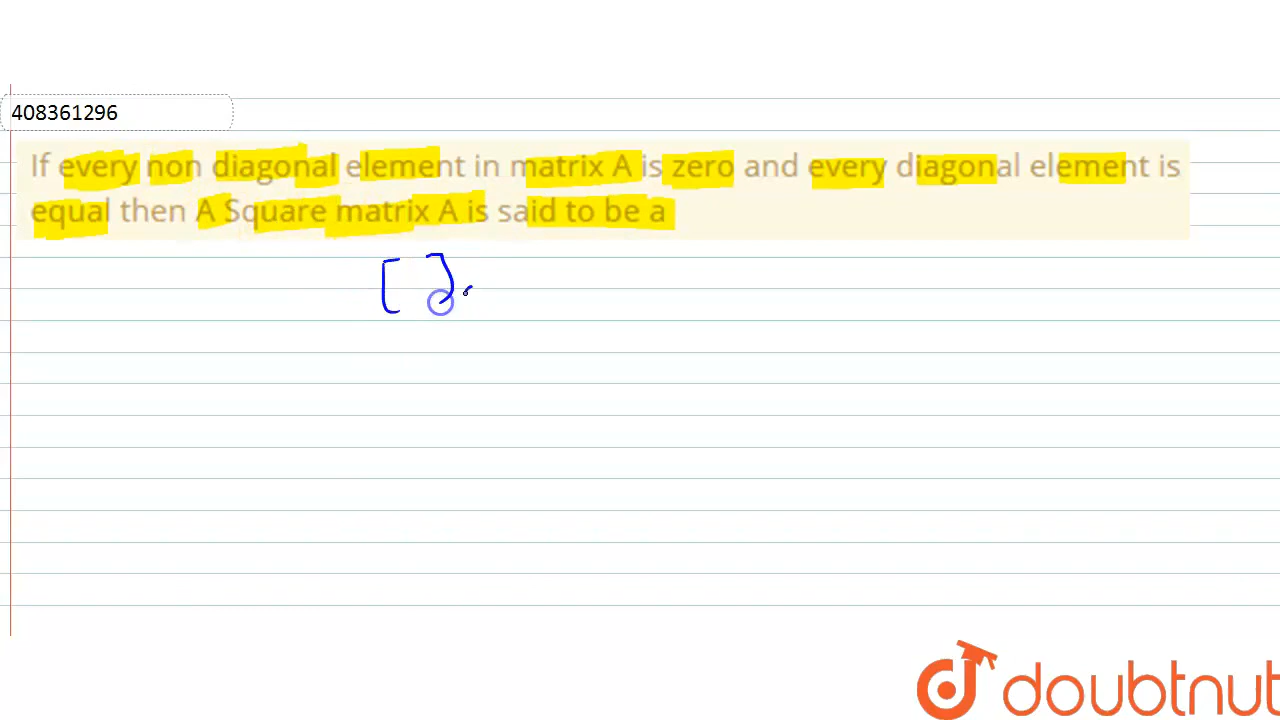 408361296
If every non diagonal element in matrix A is zero and every diagonal element is
equal then A Square matrix A is said to be a
[ ]
doubtnut